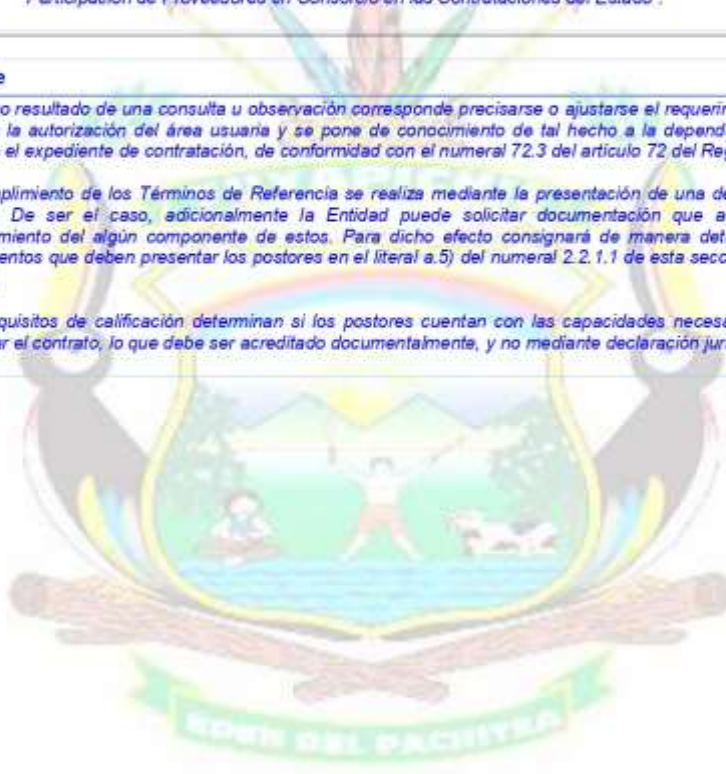 Participación de Proveedores en Consorcio en las Contrataciones del Estado".
e
o resultado de una consulta u observación corresponde precisarse o ajustarse el requerim
la autorización del área usuaria y se pone de conocimiento de tal hecho a la depend
el expediente de contratación, de conformidad con el numeral 72.3 del artículo 72 del Reg
plimiento de los Términos de Referencia se realiza mediante la presentación de una de
De ser el caso, adicionalmente la Entidad puede solicitar documentación que a
miento del algún componente de estos. Para dicho efecto consignará de manera det
entos que deben presentar los postores en el literal a.5) del numeral 2.2.1.1 de esta secc
quisitos de calificación determinan si los postores cuentan con las capacidades necesa
r el contrato, lo que debe ser acreditado documentalmente, y no mediante declaración jur
EDEN DEL PACHITEA